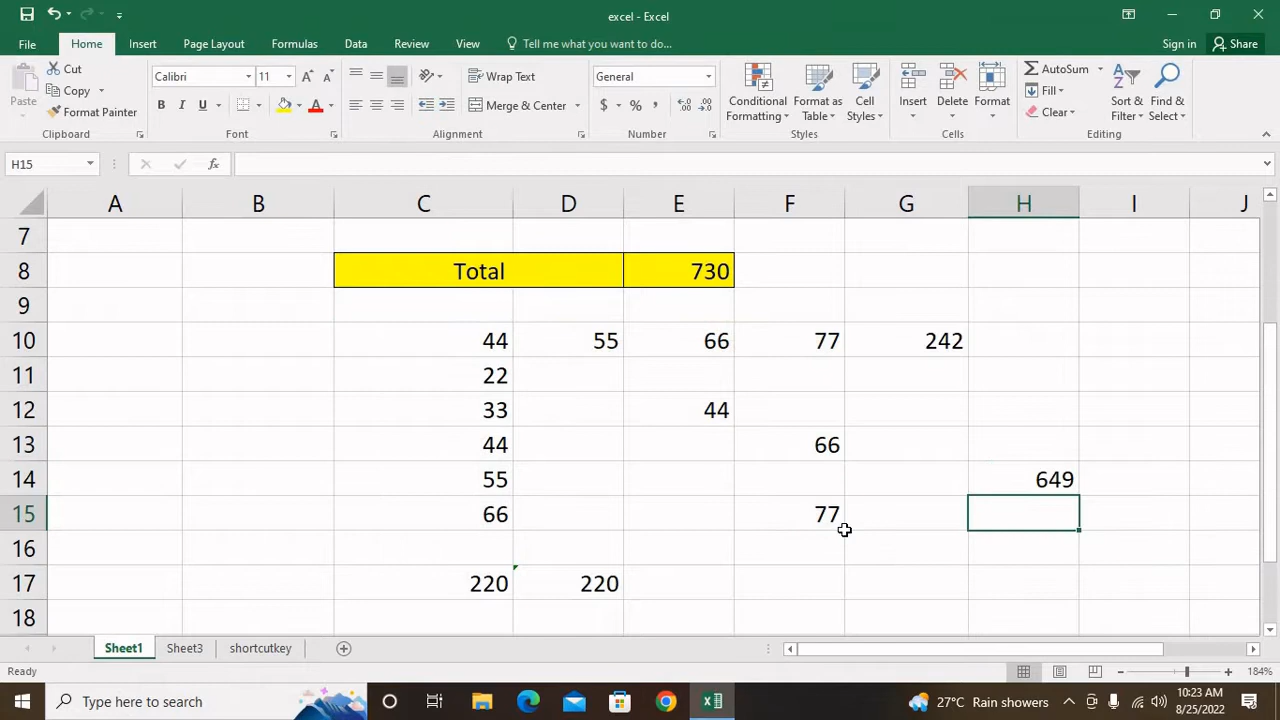 excel - Excel
File Home Insert Page Layout Formulas Data Review View Tell me what you want to do... Sign in Share
Paste Cut Copy Format Painter Clipboard
Calibri 11 B I U A Font
Wrap Text Merge & Center Alignment
General $ % , Number
Conditional Formatting Format as Table Cell Styles Styles
Insert Delete Format Cells
AutoSum Fill Clear Sort & Filter Find & Select Editing
H15 fx
A B C D E F G H I J
7
8 Total 730
9
10 44 55 66 77 242
11 22
12 33 44
13 44 66
14 55 649
15 66 77
16
17 220 220
18
Sheet1 Sheet3 shortcutkey
Ready 184%
Type here to search 27°C Rain showers 10:23 AM
8/25/2022